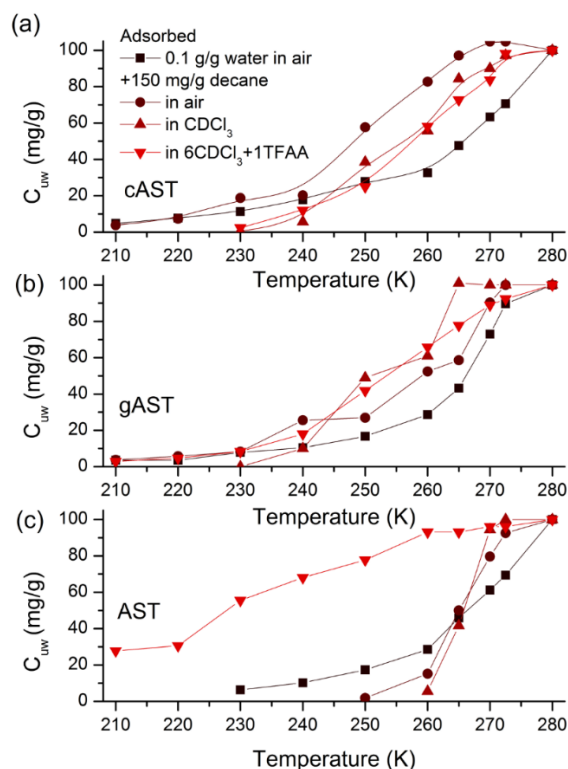 (a)
Adsorbed
0.1 g/g water in air
+150 mg/g decane
in air
in CDCl₃
in 6CDCl₃+1TFAA
cAST
C_uw (mg/g)
100
80
60
40
20
0
210 220 230 240 250 260 270 280
Temperature (K)
(b)
gAST
C_uw (mg/g)
100
80
60
40
20
0
210 220 230 240 250 260 270 280
Temperature (K)
(c)
AST
C_uw (mg/g)
100
80
60
40
20
0
210 220 230 240 250 260 270 280
Temperature (K)